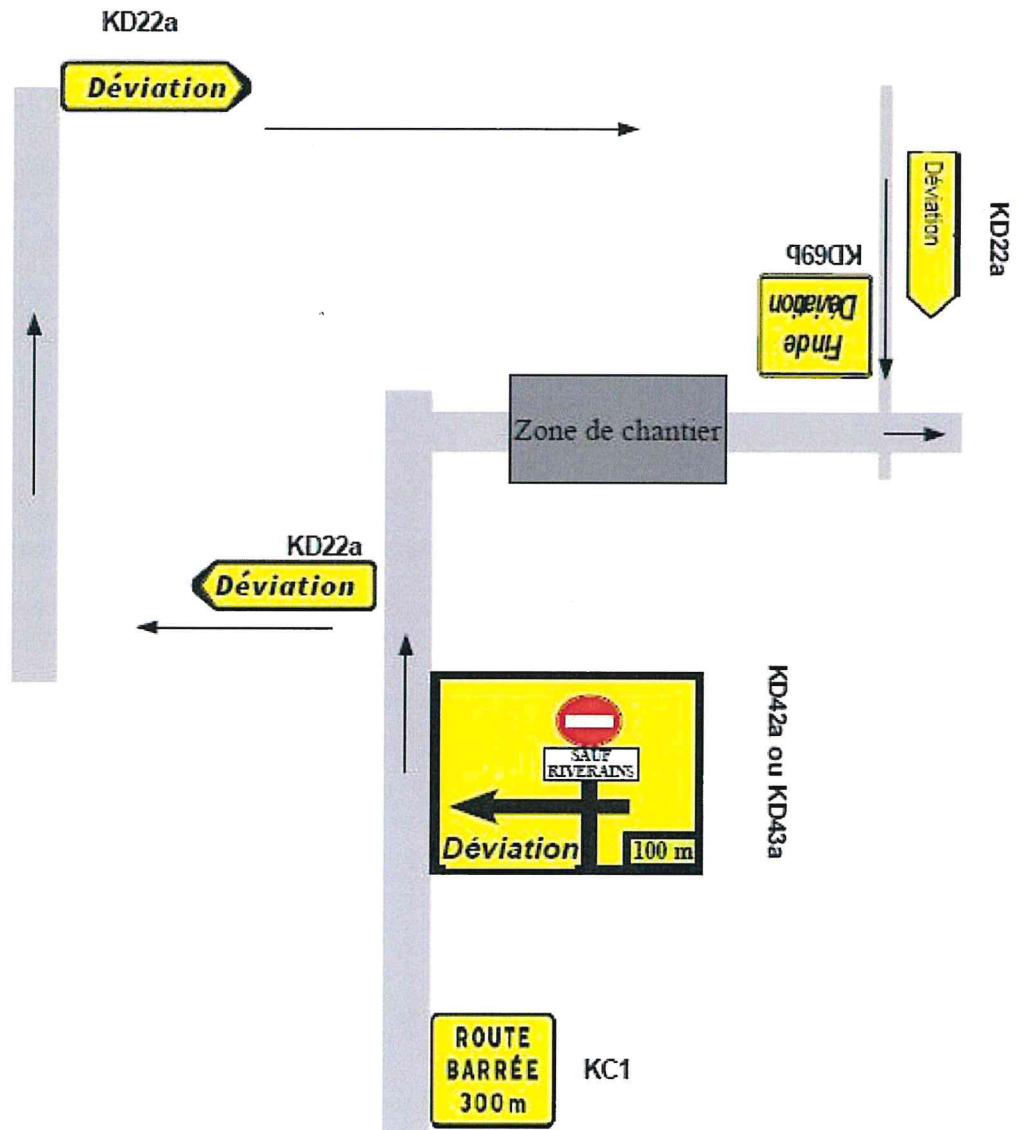 KD22a
Déviation
Déviation
KD22a
KD69b
Fin de
Déviation
Zone de chantier
KD22a
Déviation
KD42a ou KD43a
SAUF
RIVERAINS
Déviation
100 m
ROUTE
BARRÉE
300 m
KC1